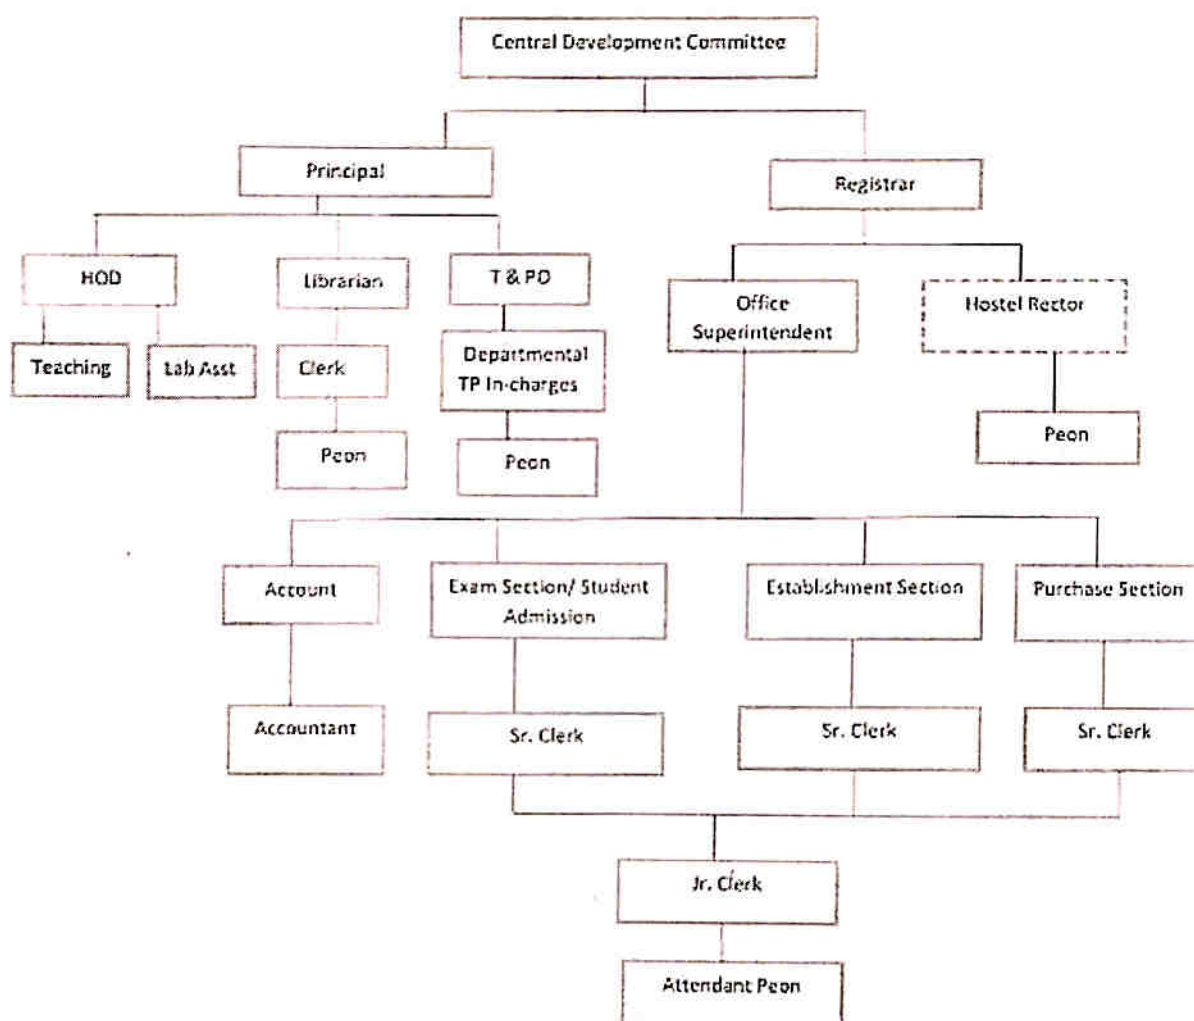 Central Development Committee
Principal
Registrar
HOD
Librarian
T & PO
Office
Superintendent
Hostel Rector
Teaching
Lab Asst
Clerk
Departmental
TP In-charges
Peon
Peon
Peon
Account
Exam Section/ Student
Admission
Establishment Section
Purchase Section
Accountant
Sr. Clerk
Sr. Clerk
Sr. Clerk
Jr. Clerk
Attendant Peon